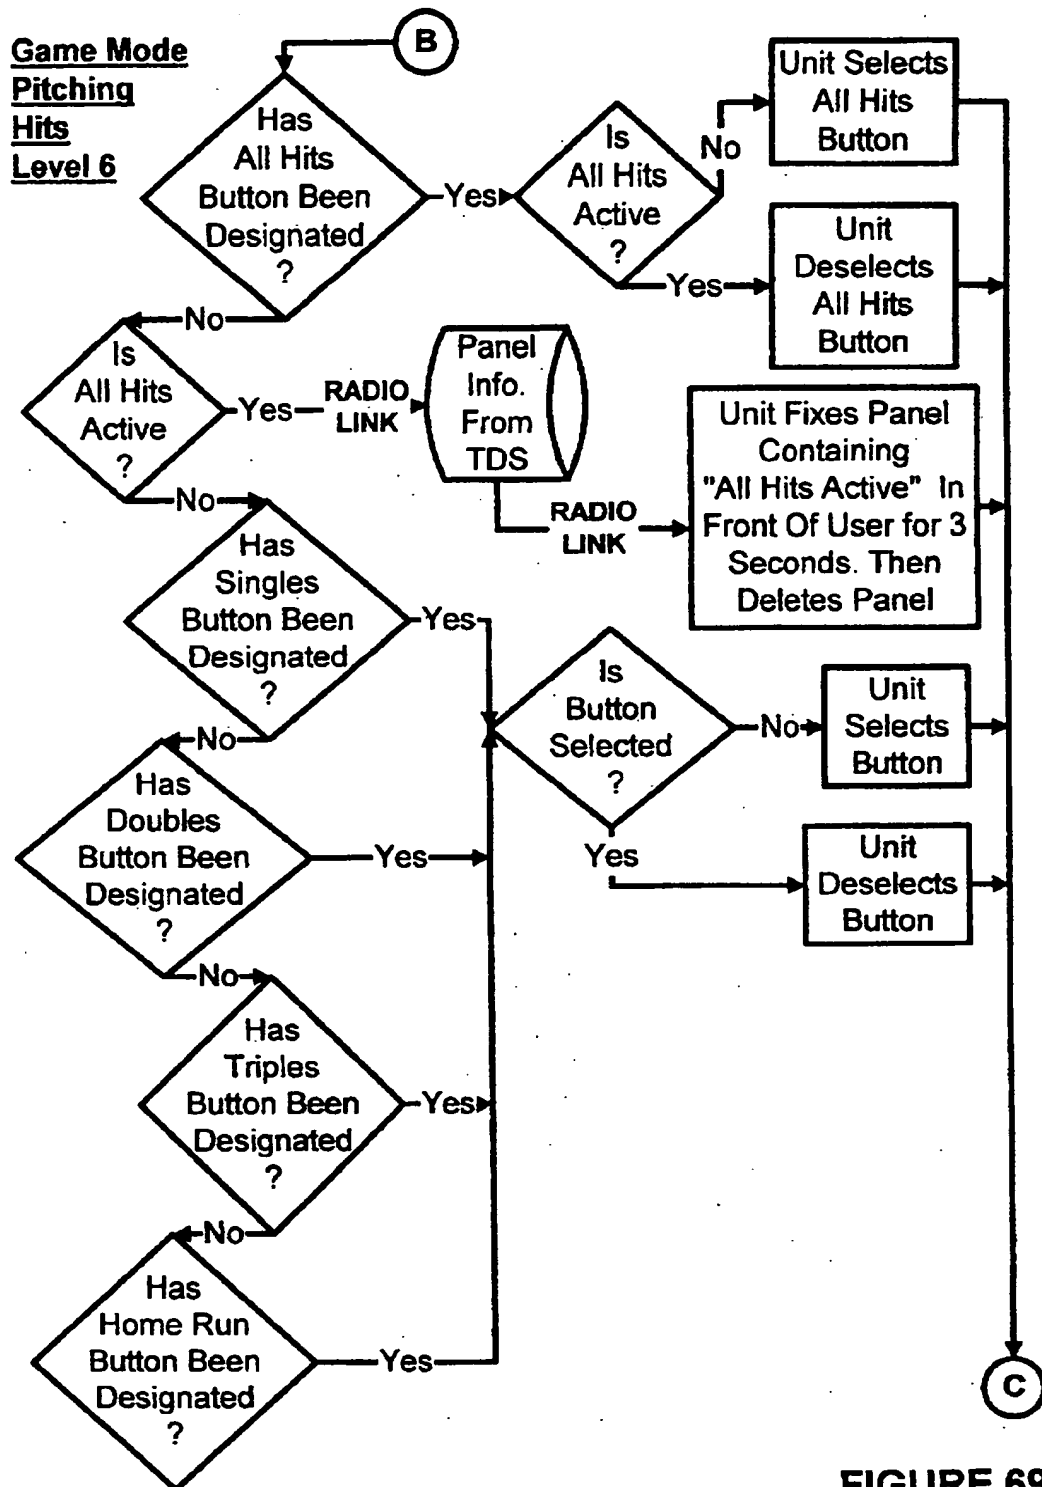 Game Mode
Pitching
Hits
Level 6
B
Has
All Hits
Button Been
Designated
?
Yes
Is
All Hits
Active
?
No
Unit Selects
All Hits
Button
Yes
Unit
Deselects
All Hits
Button
No
Is
All Hits
Active
?
Yes
RADIO
LINK
Panel
Info.
From
TDS
RADIO
LINK
Unit Fixes Panel
Containing
"All Hits Active" In
Front Of User for 3
Seconds. Then
Deletes Panel
No
Has
Singles
Button Been
Designated
?
Yes
Is
Button
Selected
?
No
Unit
Selects
Button
Yes
Unit
Deselects
Button
No
Has
Doubles
Button Been
Designated
?
Yes
No
Has
Triples
Button Been
Designated
?
Yes
No
Has
Home Run
Button Been
Designated
?
Yes
C
FIGURE 69